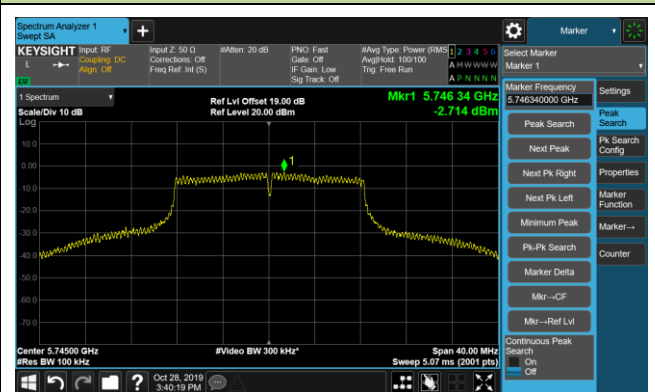 Spectrum Analyzer 1
Swept SA
Marker
KEYSIGHT
L
Input: RF
Coupling: DC
Align: Off
Input Z: 50 Ω
Corrections: Off
Freq Ref: Int (S)
#Atten: 20 dB
PNO: Fast
Gate: Off
IF Gain: Low
Sig Track: Off
#Avg Type: Power (RMS
Avg|Hold: 100/100
Trig: Free Run
1 2 3 4 5 6
A W W W W W
A P N N N N
Select Marker
Marker 1
1 Spectrum
Scale/Div 10 dB
Log
Ref Lvl Offset 19.00 dB
Ref Level 20.00 dBm
Mkr1 5.746 34 GHz
-2.714 dBm
10.0
0.00
-10.0
-20.0
-30.0
-40.0
-50.0
-60.0
-70.0
1
Center 5.74500 GHz
#Res BW 100 kHz
#Video BW 300 kHz*
Span 40.00 MHz
Sweep 5.07 ms (2001 pts)
Marker Frequency
5.746340000 GHz
Peak Search
Next Peak
Next Pk Right
Next Pk Left
Minimum Peak
Pk-Pk Search
Marker Delta
Mkr→CF
Mkr→Ref Lvl
Continuous Peak
Search
On
Off
Settings
Peak
Search
Pk Search
Config
Properties
Marker
Function
Marker→
Counter
?
Oct 28, 2019
3:40:19 PM